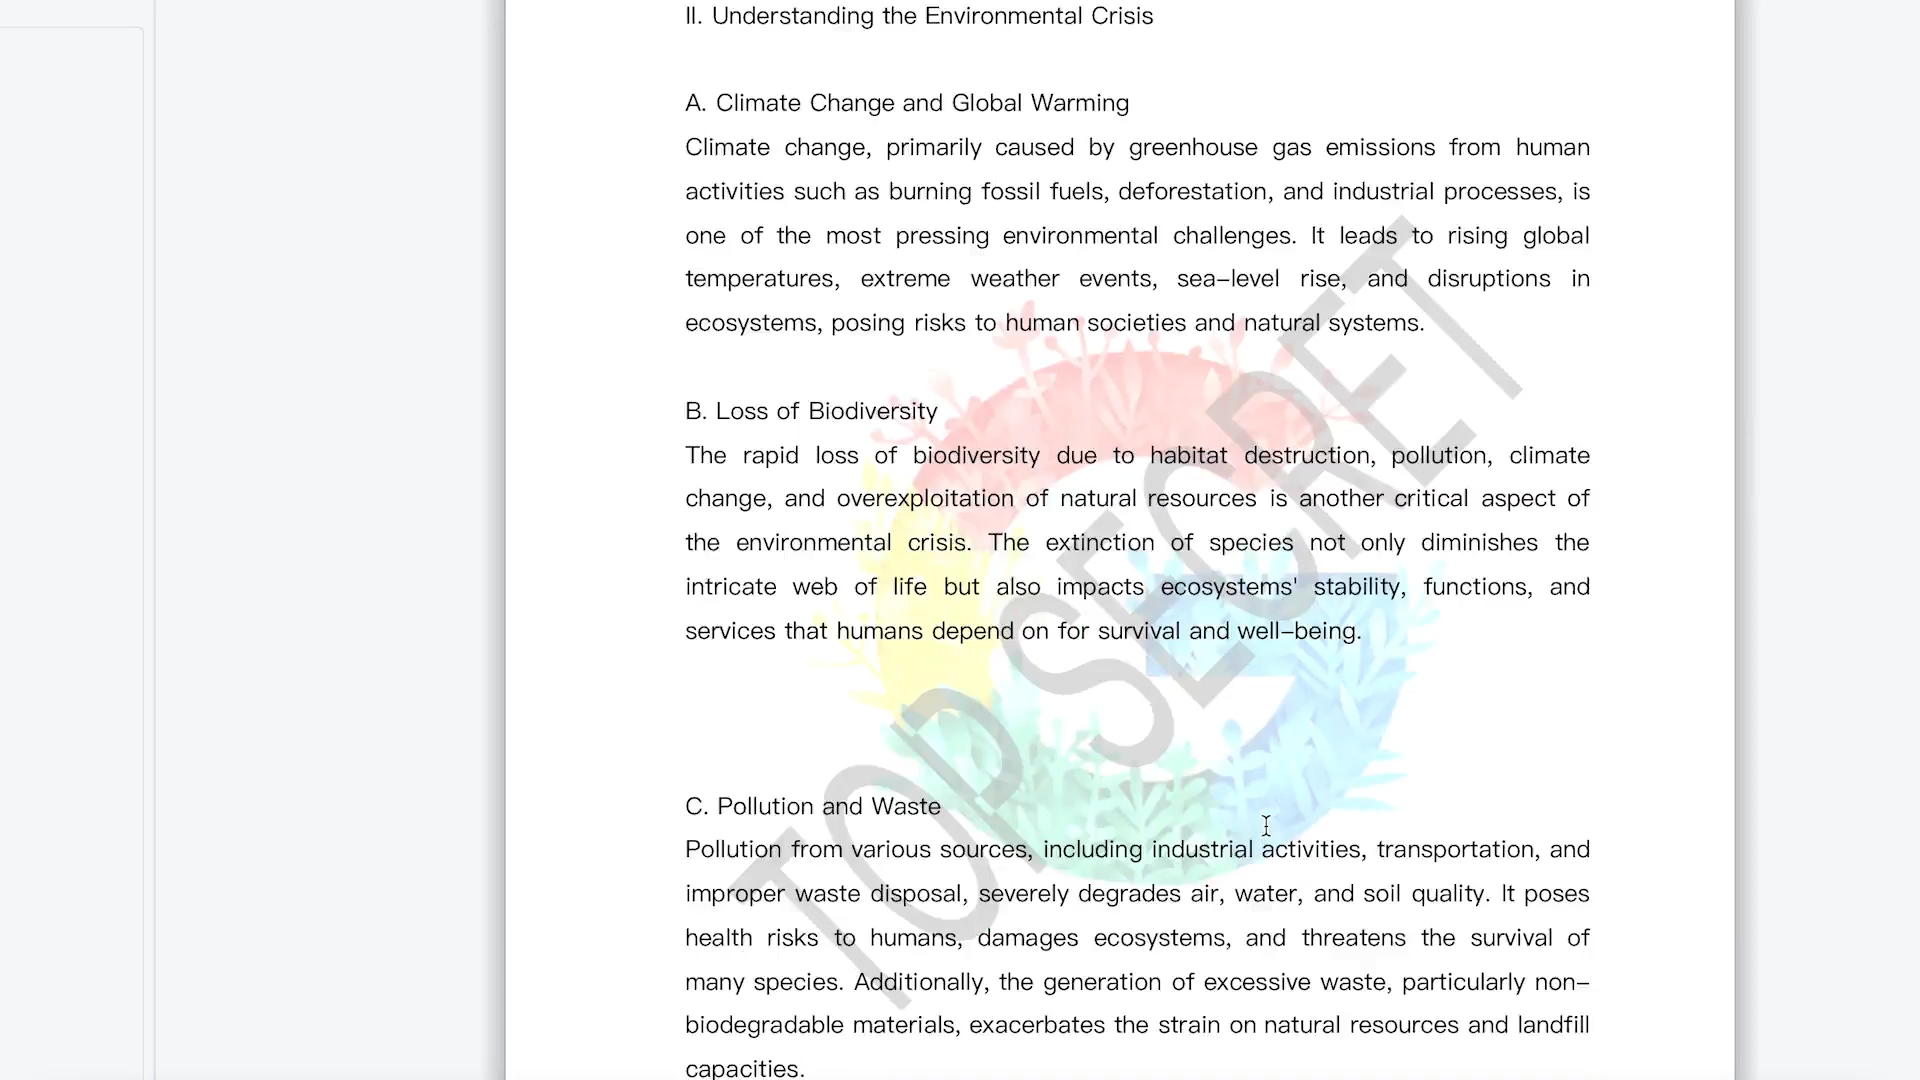 II. Understanding the Environmental Crisis
A. Climate Change and Global Warming
Climate change, primarily caused by greenhouse gas emissions from human
activities such as burning fossil fuels, deforestation, and industrial processes, is
one of the most pressing environmental challenges. It leads to rising global
temperatures, extreme weather events, sea–level rise, and disruptions in
ecosystems, posing risks to human societies and natural systems.
B. Loss of Biodiversity
The rapid loss of biodiversity due to habitat destruction, pollution, climate
change, and overexploitation of natural resources is another critical aspect of
the environmental crisis. The extinction of species not only diminishes the
intricate web of life but also impacts ecosystems' stability, functions, and
services that humans depend on for survival and well–being.
TOP SECRET
C. Pollution and Waste
Pollution from various sources, including industrial activities, transportation, and
improper waste disposal, severely degrades air, water, and soil quality. It poses
health risks to humans, damages ecosystems, and threatens the survival of
many species. Additionally, the generation of excessive waste, particularly non–
biodegradable materials, exacerbates the strain on natural resources and landfill
capacities.